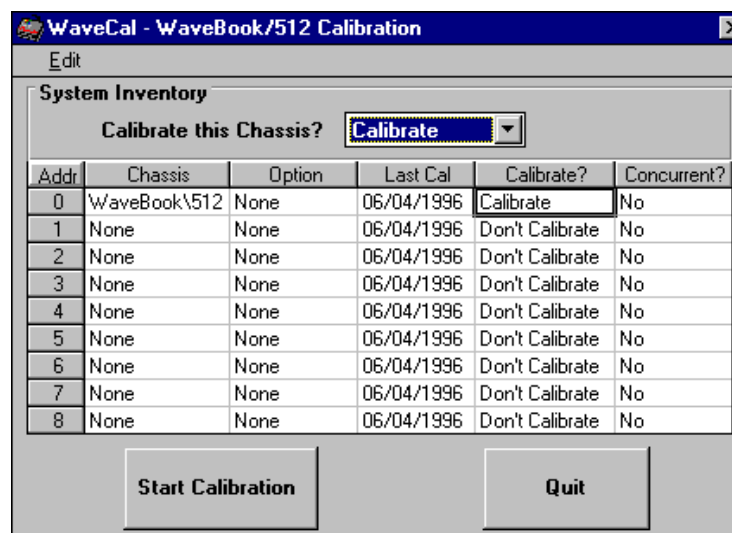 WaveCal - WaveBook/512 Calibration
Edit
System Inventory
Calibrate this Chassis? Calibrate
Addr Chassis Option Last Cal Calibrate? Concurrent?
0 WaveBook\512 None 06/04/1996 Calibrate No
1 None None 06/04/1996 Don't Calibrate No
2 None None 06/04/1996 Don't Calibrate No
3 None None 06/04/1996 Don't Calibrate No
4 None None 06/04/1996 Don't Calibrate No
5 None None 06/04/1996 Don't Calibrate No
6 None None 06/04/1996 Don't Calibrate No
7 None None 06/04/1996 Don't Calibrate No
8 None None 06/04/1996 Don't Calibrate No
Start Calibration Quit